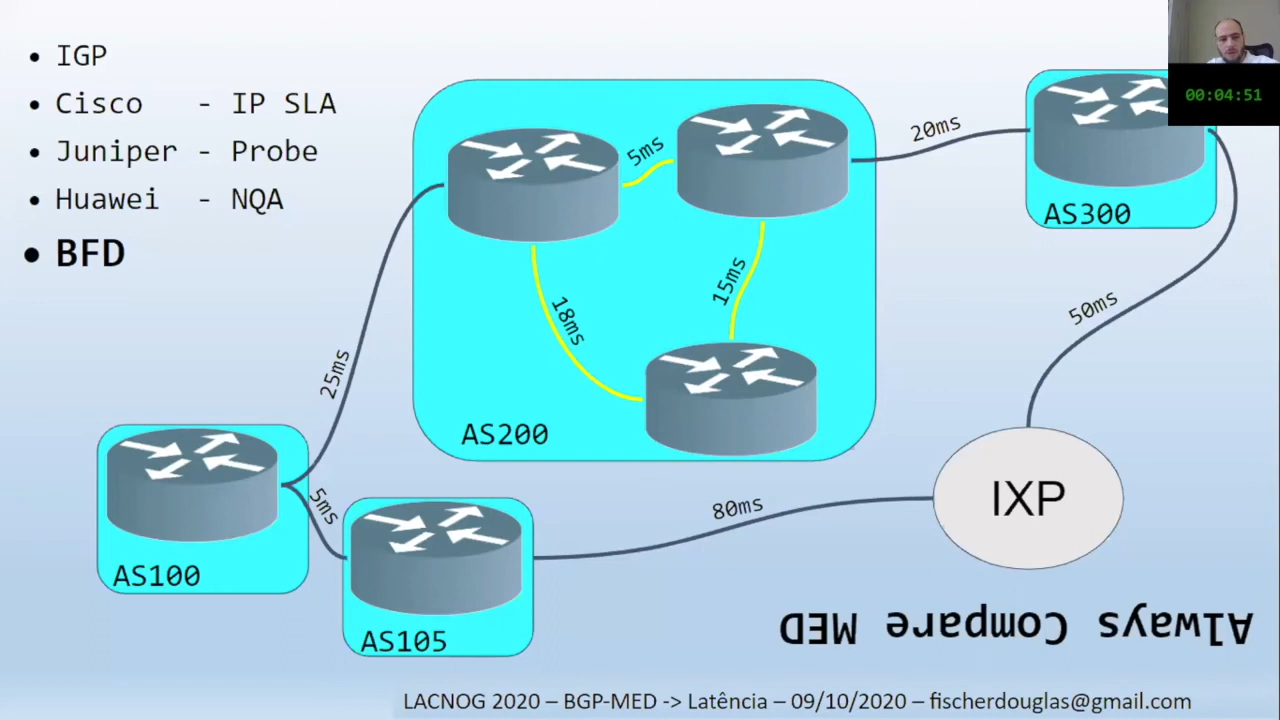 • IGP
• Cisco - IP SLA
• Juniper - Probe
• Huawei - NQA
• BFD
00:04:51
5ms
20ms
AS300
15ms
18ms
50ms
25ms
AS200
5ms
80ms
IXP
AS100
AS105
Always Compare MED
LACNOG 2020 – BGP-MED -> Latência – 09/10/2020 – fischerdouglas@gmail.com